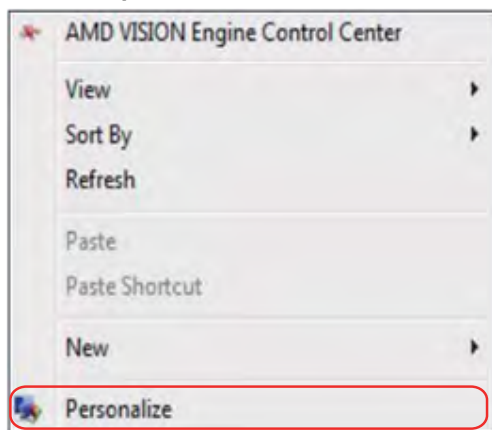 AMD VISION Engine Control Center
View
Sort By
Refresh
Paste
Paste Shortcut
New
Personalize